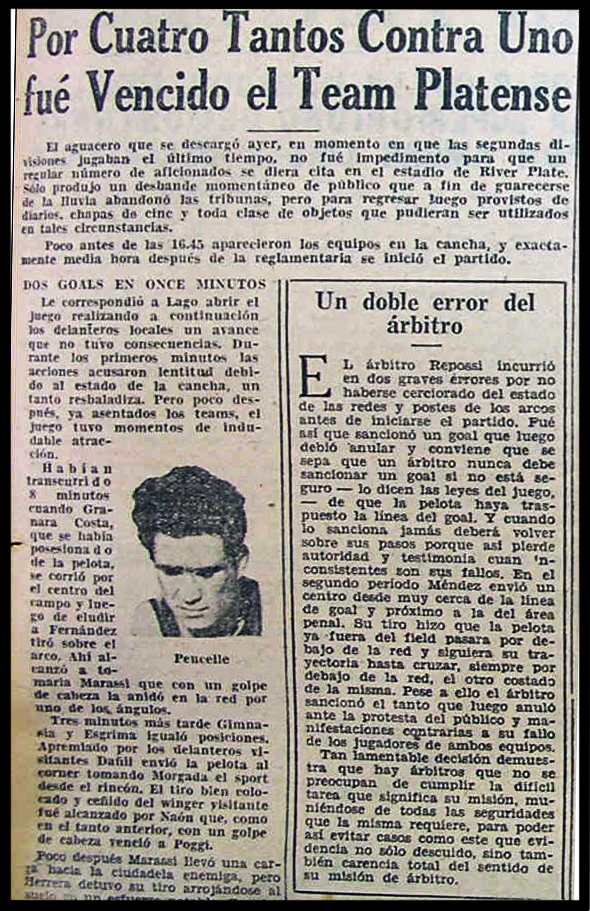 Por Cuatro Tantos Contra Uno
fué Vencido el Team Platense
El aguacero que se descargó ayer, en momento en que las segundas di-
visiones jugaban el último tiempo, no fué impedimento para que un
regular número de aficionados se diera cita en el estadio de River Plate.
Sólo produjo un desbande momentáneo de público que a fin de guarecerse
de la lluvia abandonó las tribunas, pero para regresar luego provistos de
diarios, chapas de cinc y toda clase de objetos que pudieran ser utilizados
en tales circunstancias.
Poco antes de las 16.45 aparecieron los equipos en la cancha, y exacta-
mente media hora después de la reglamentaria se inició el partido.
DOS GOALS EN ONCE MINUTOS
Le correspondió a Lago abrir el
juego realizando a continuación
los delanteros locales un avance
que no tuvo consecuencias. Du-
rante los primeros minutos las
acciones acusaron lentitud debi-
do al estado de la cancha, un
tanto resbaladiza. Pero poco des-
pués, ya asentados los teams, el
juego tuvo momentos de indu-
dable atrac-
ción.
Habían
transcurrido
8 minutos
cuando Gra-
nara Costa,
que se había
posesionado
de la pelota,
se corrió por
el centro del
campo y lue-
go de eludir
a Fernández
tiró sobre el
arco. Ahí al-
canzó a to-
marla Marassi que con un golpe
de cabeza la anidó en la red por
uno de los ángulos.
Tres minutos más tarde Gimna-
sia y Esgrima igualó posiciones.
Apremiado por los delanteros vi-
sitantes Dafill envió la pelota al
corner tomando Morgada el sport
desde el rincón. El tiro bien colo-
cado y ceñido del winger visitante
fué alcanzado por Naón que, como
en el tanto anterior, con un golpe
de cabeza venció a Poggi.
Poco después Marassi llevó una car-
ga hacia la ciudadela enemiga, pero
Herrera detuvo su tiro arrojándose al
Peucelle
Un doble error del
árbitro
EL árbitro Repossi incurrió
en dos graves érrores por no
haberse cerciorado del estado
de las redes y postes de los arcos
antes de iniciarse el partido. Fué
así que sancionó un goal que luego
debió anular y conviene que se
sepa que un árbitro nunca debe
sancionar un goal si no está se-
guro — lo dicen las leyes del juego,
— de que la pelota haya tras-
puesto la línea del goal. Y cuando
lo sanciona jamás deberá volver
sobre sus pasos porque así pierde
autoridad y testimonia cuan 'n-
consistentes son sus fallos. En el
segundo período Méndez envió un
centro desde muy cerca de la línea
de goal y próximo a la del área
penal. Su tiro hizo que la pelota
ya fuera del field pasara por de-
bajo de la red y siguiera su tra-
yectoria hasta cruzar, siempre por
debajo de la red, el otro costado
de la misma. Pese a ello el árbitro
sancionó el tanto que luego anuló
ante la protesta del público y ma-
nifestaciones contrarias a su fallo
de los jugadores de ambos equipos.
Tan lamentable decisión demues-
tra que hay árbitros que no se
preocupan de cumplir la difícil
tarea que significa su misión, mu-
niéndose de todas las seguridades
que la misma requiere, para poder
así evitar casos como este que evi-
dencia no sólo descuido, sino tam-
bién carencia total del sentido de
su misión de árbitro.